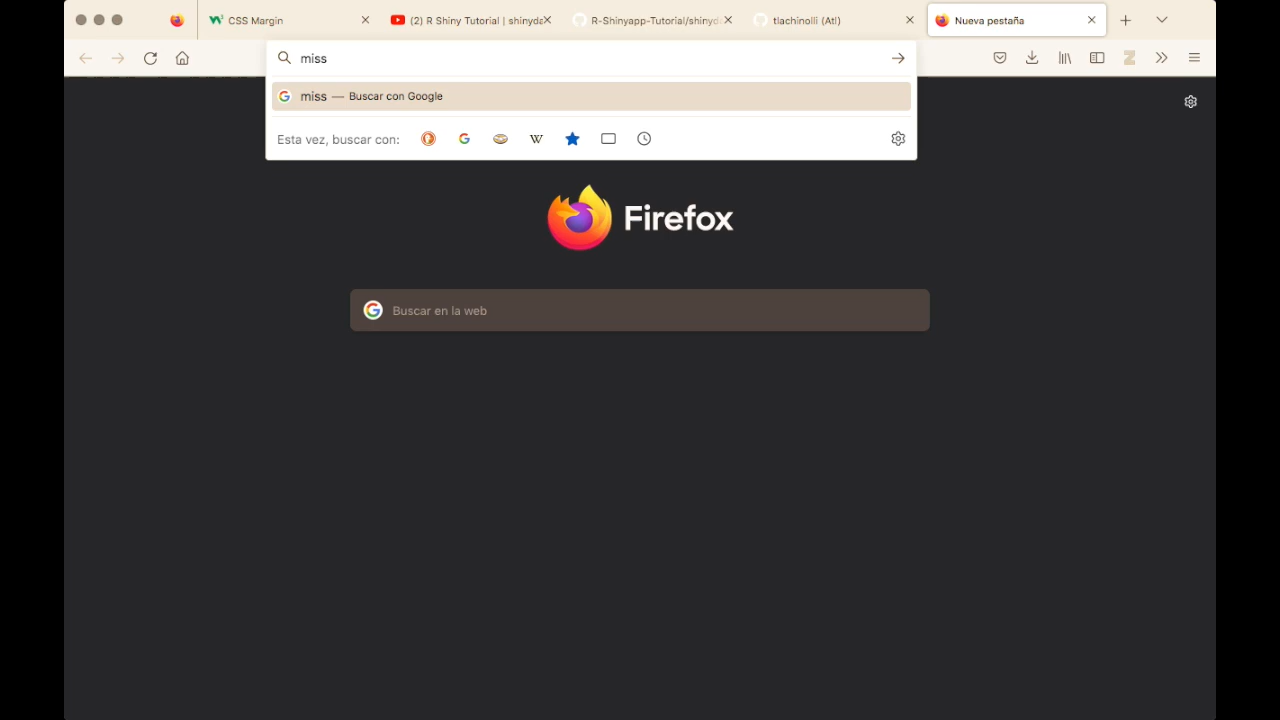 CSS Margin
(2) R Shiny Tutorial | shinyda
R-Shinyapp-Tutorial/shinyd
tlachinolli (Atl)
Nueva pestaña
miss
miss — Buscar con Google
Esta vez, buscar con:
Firefox
Buscar en la web